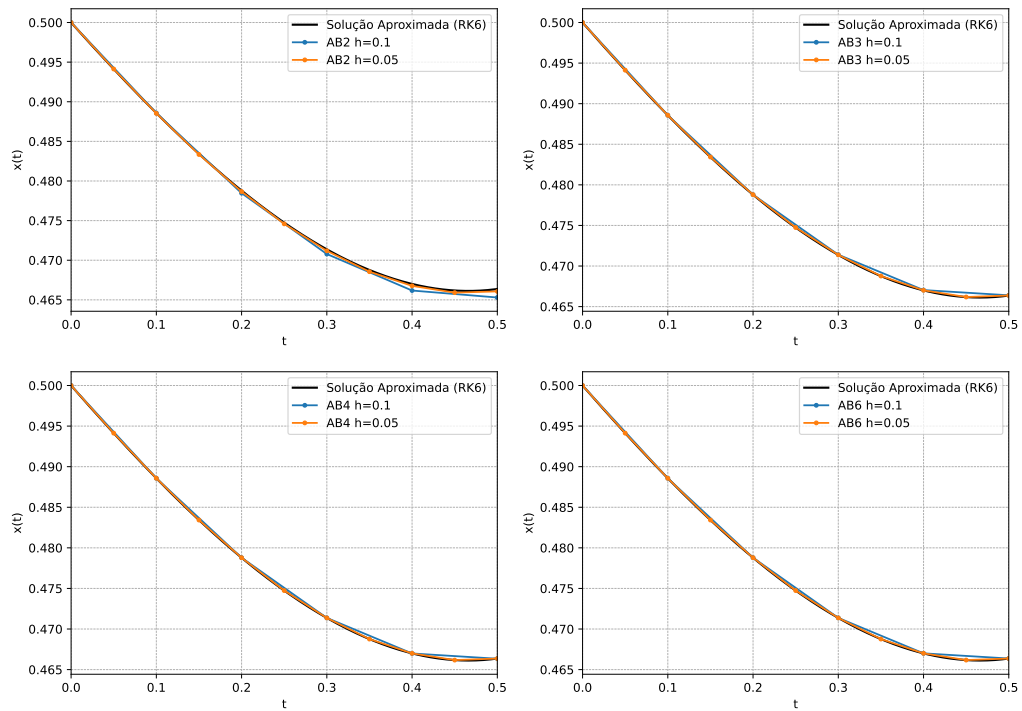 Solução Aproximada (RK6)
AB2 h=0.1
AB2 h=0.05
x(t)
0.500
0.495
0.490
0.485
0.480
0.475
0.470
0.465
0.0 0.1 0.2 0.3 0.4 0.5
t
Solução Aproximada (RK6)
AB3 h=0.1
AB3 h=0.05
x(t)
0.500
0.495
0.490
0.485
0.480
0.475
0.470
0.465
0.0 0.1 0.2 0.3 0.4 0.5
t
Solução Aproximada (RK6)
AB4 h=0.1
AB4 h=0.05
x(t)
0.500
0.495
0.490
0.485
0.480
0.475
0.470
0.465
0.0 0.1 0.2 0.3 0.4 0.5
t
Solução Aproximada (RK6)
AB6 h=0.1
AB6 h=0.05
x(t)
0.500
0.495
0.490
0.485
0.480
0.475
0.470
0.465
0.0 0.1 0.2 0.3 0.4 0.5
t